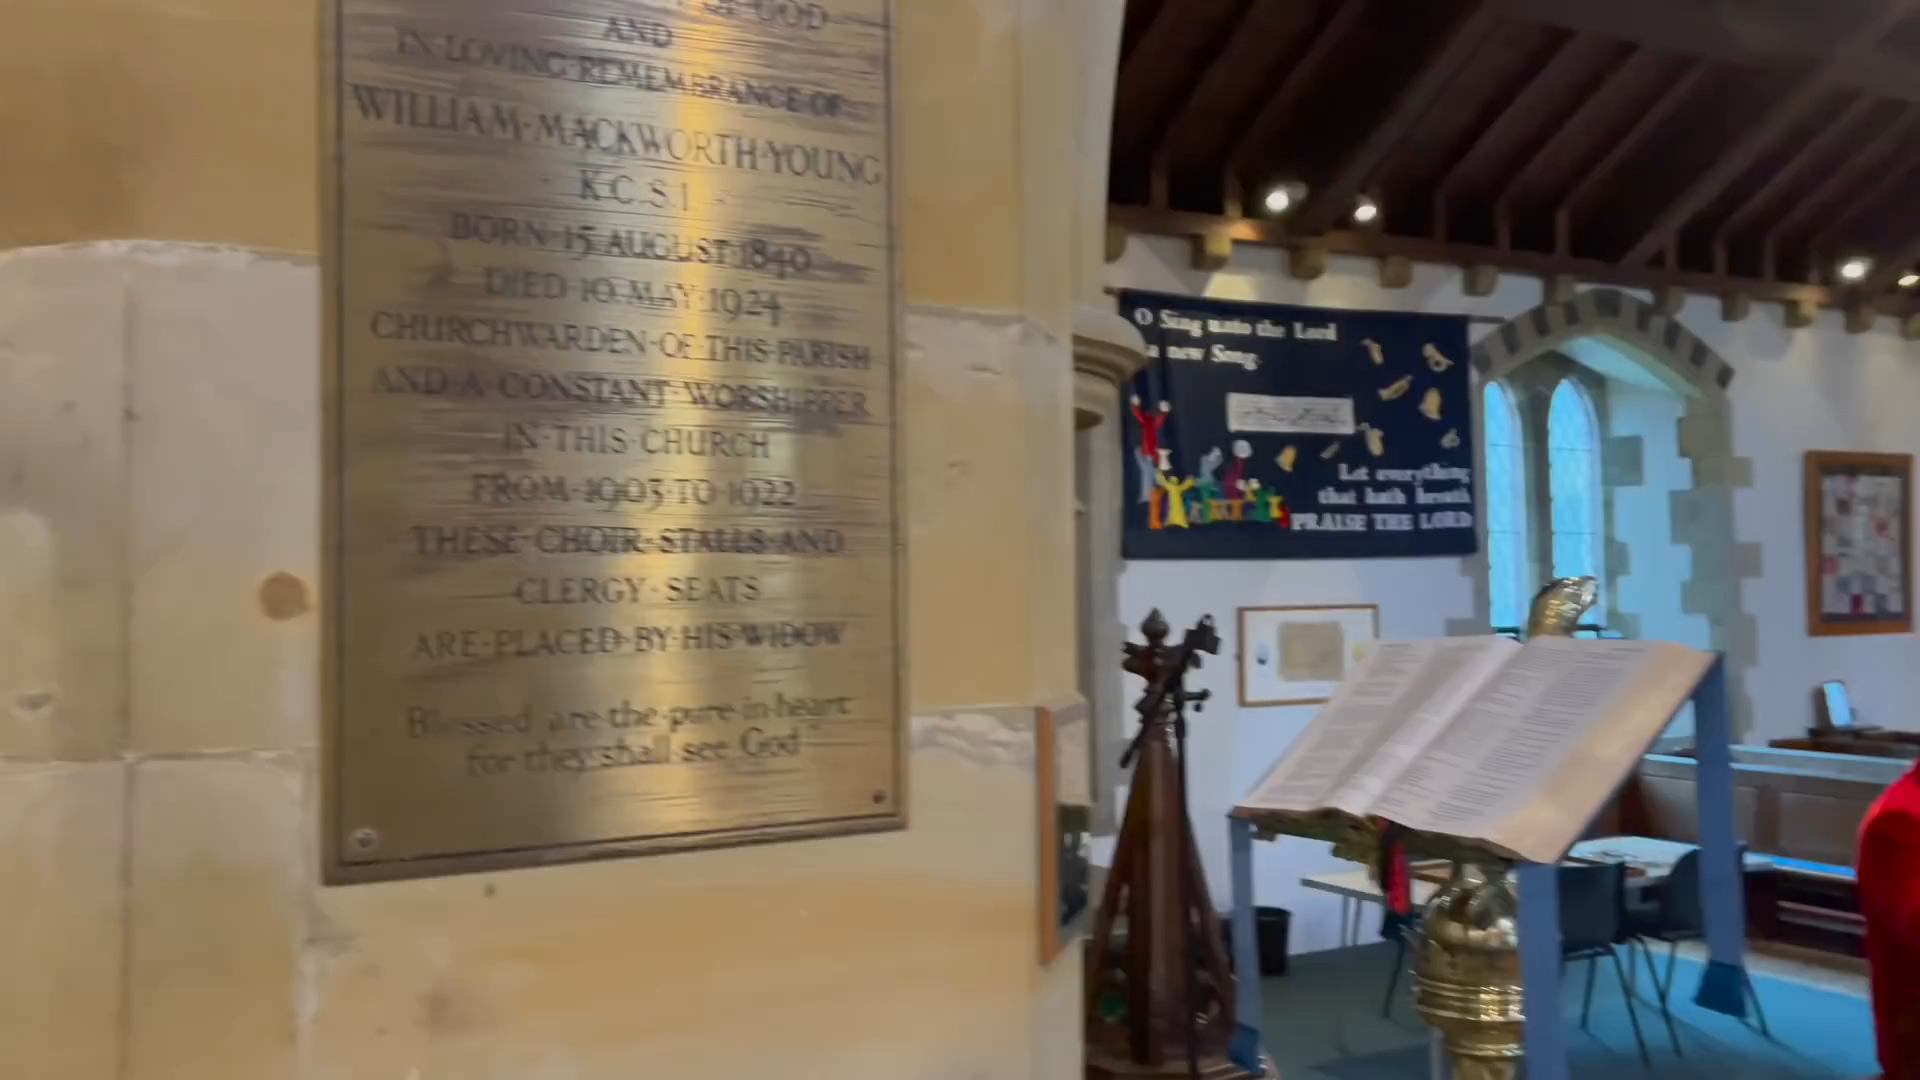 OF GOD
AND
IN·LOVING·REMEMBRANCE·OF
WILLIAM·MACKWORTH·YOUNG
K·C·S·I
BORN·15·AUGUST·1840
DIED·10·MAY·1924
CHURCHWARDEN·OF·THIS·PARISH
AND·A·CONSTANT·WORSHIPPER
IN·THIS·CHURCH
FROM·1903·TO·1922
THESE·CHOIR·STALLS·AND
CLERGY·SEATS
ARE·PLACED·BY·HIS·WIDOW
Blessed are·the·pure·in·heart
for·they·shall see God
O Sing unto the Lord
a new Song.
Let everything
that hath breath
PRAISE THE LORD